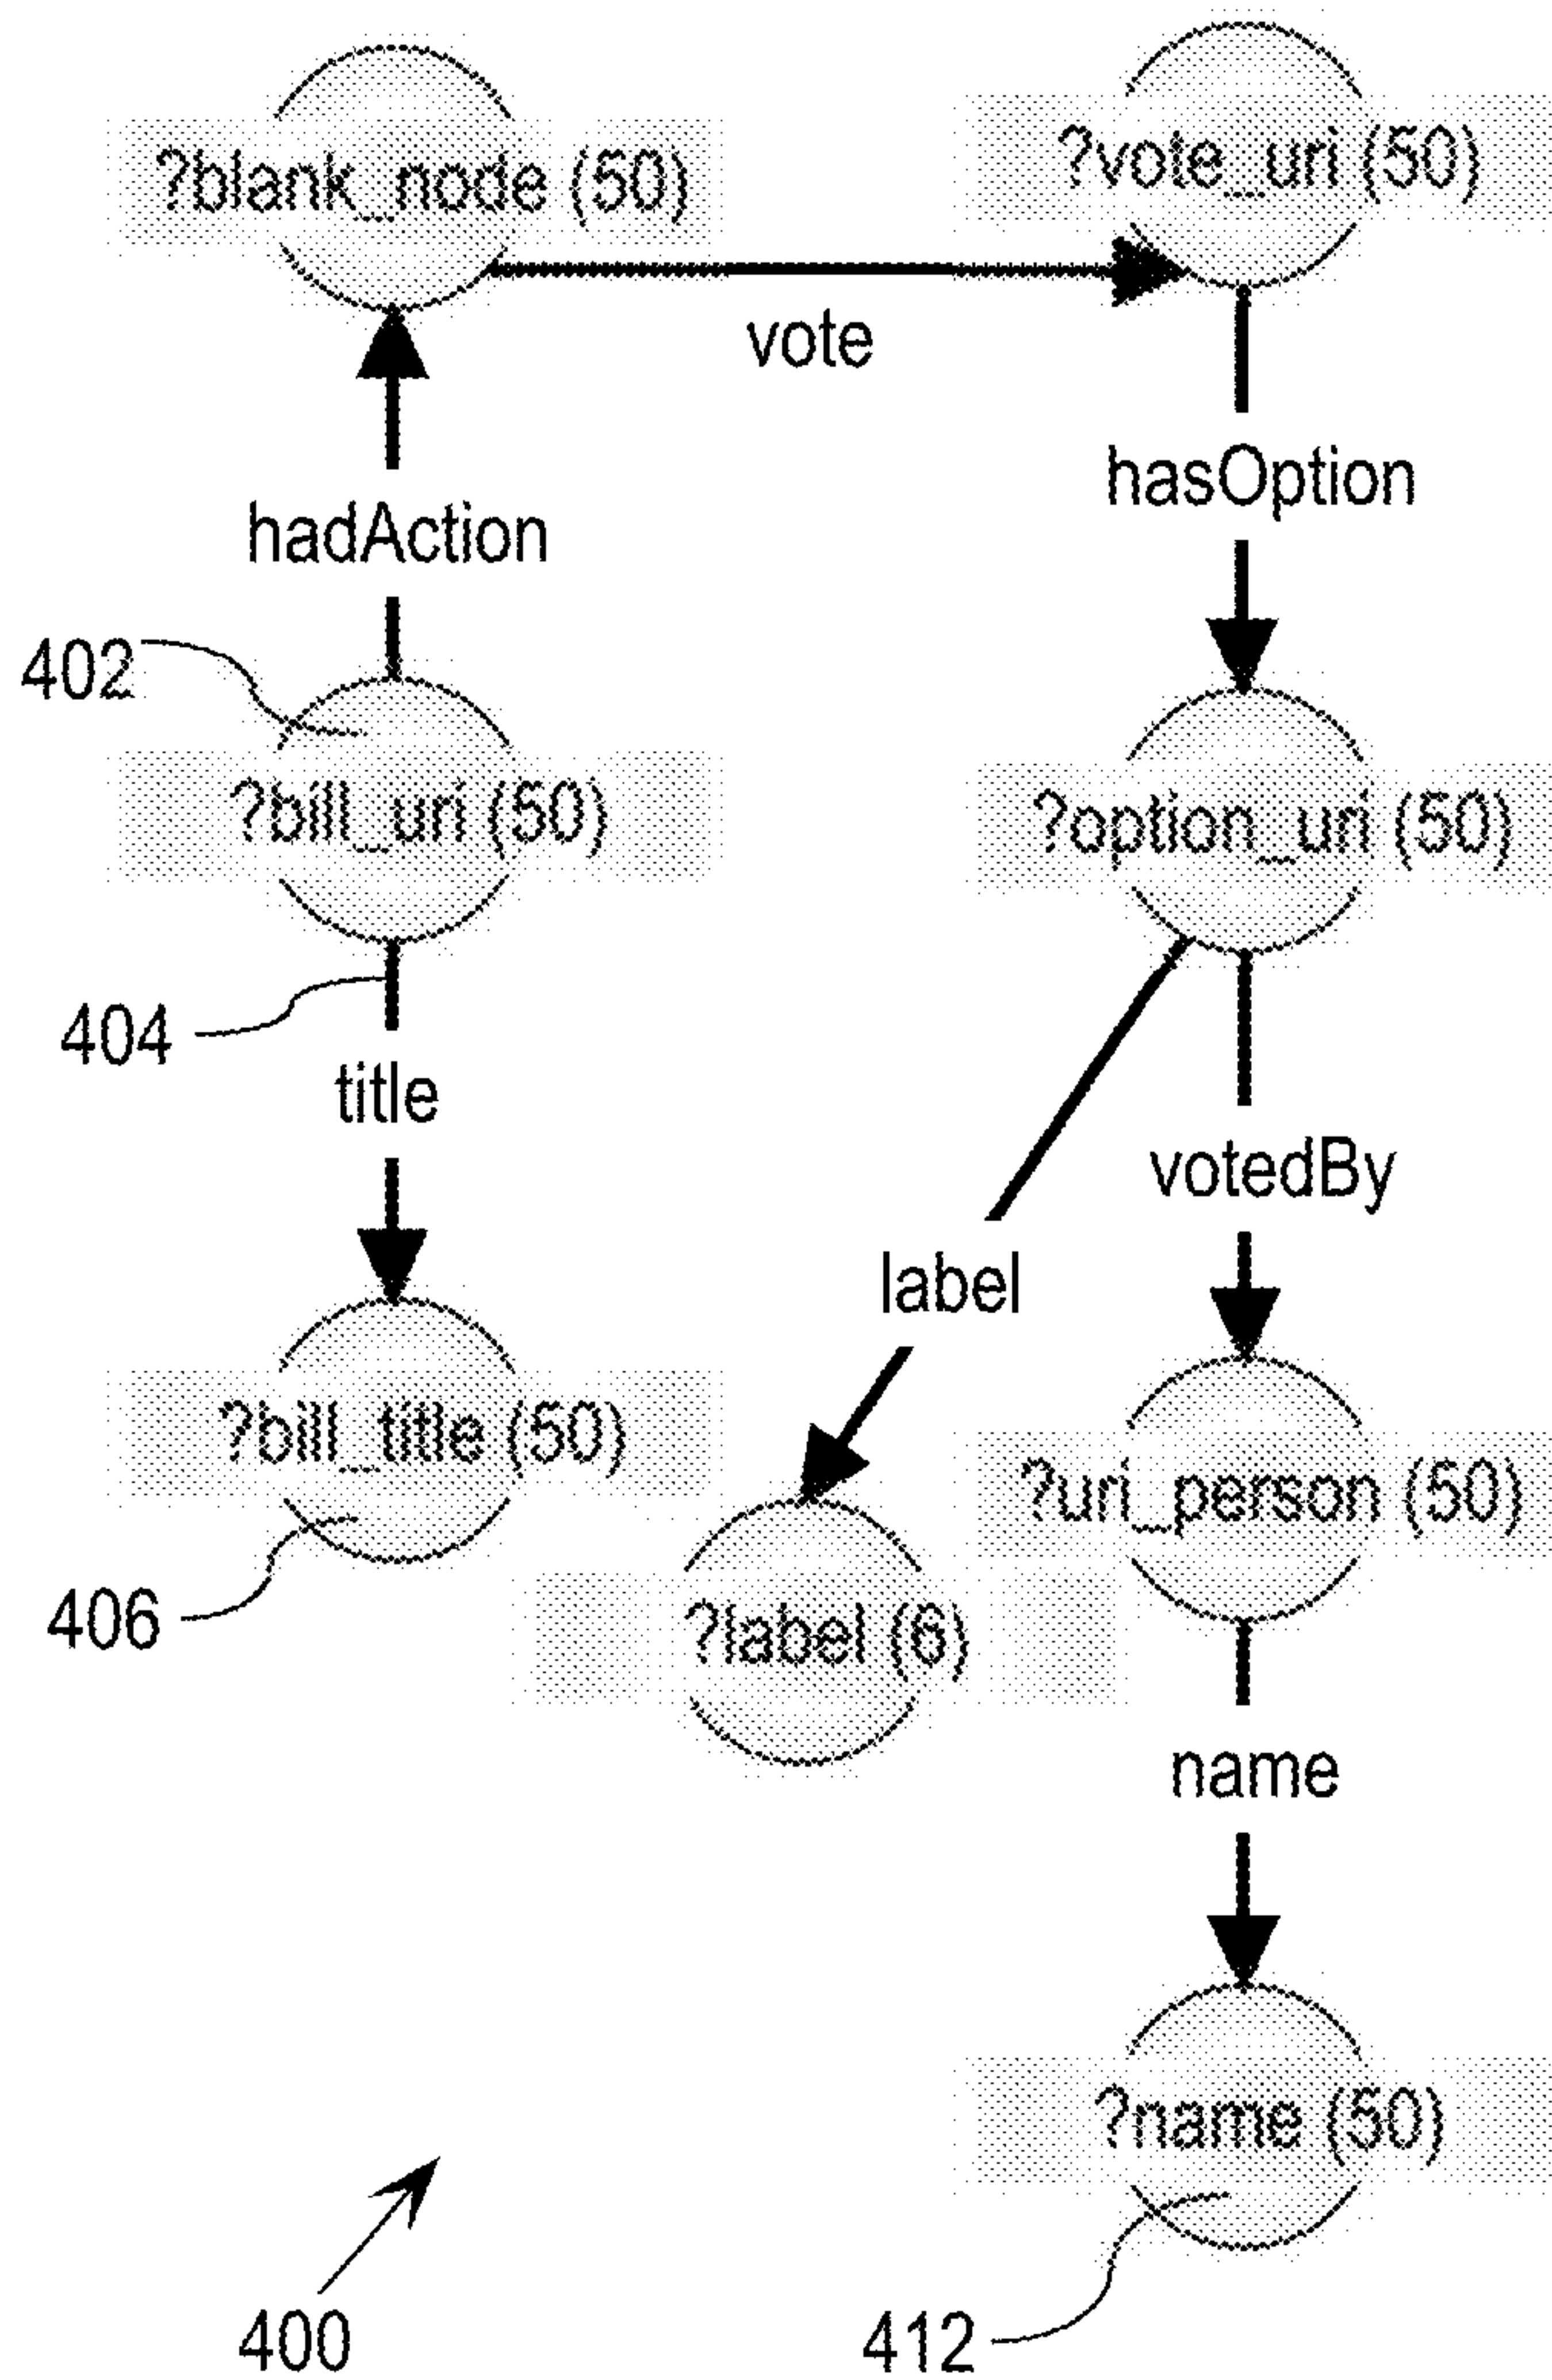 ?blank_node (50)
?vote_uri (50)
vote
hasOption
hadAction
402
?bill_uri (50)
?option_uri (50)
404
title
votedBy
label
?bill_title (50)
?uri_person (50)
406
?label (6)
name
?name (50)
400
412